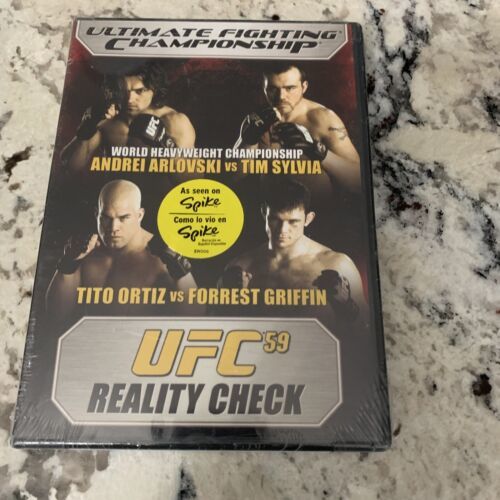 ULTIMATE FIGHTING
CHAMPIONSHIP
UFC
WORLD HEAVYWEIGHT CHAMPIONSHIP
ANDREI ARLOVSKI VS TIM SYLVIA
As seen on
Spike
Como lo vio en
Spike
TITO ORTIZ VS FORREST GRIFFIN
UFC '59
REALITY CHECK